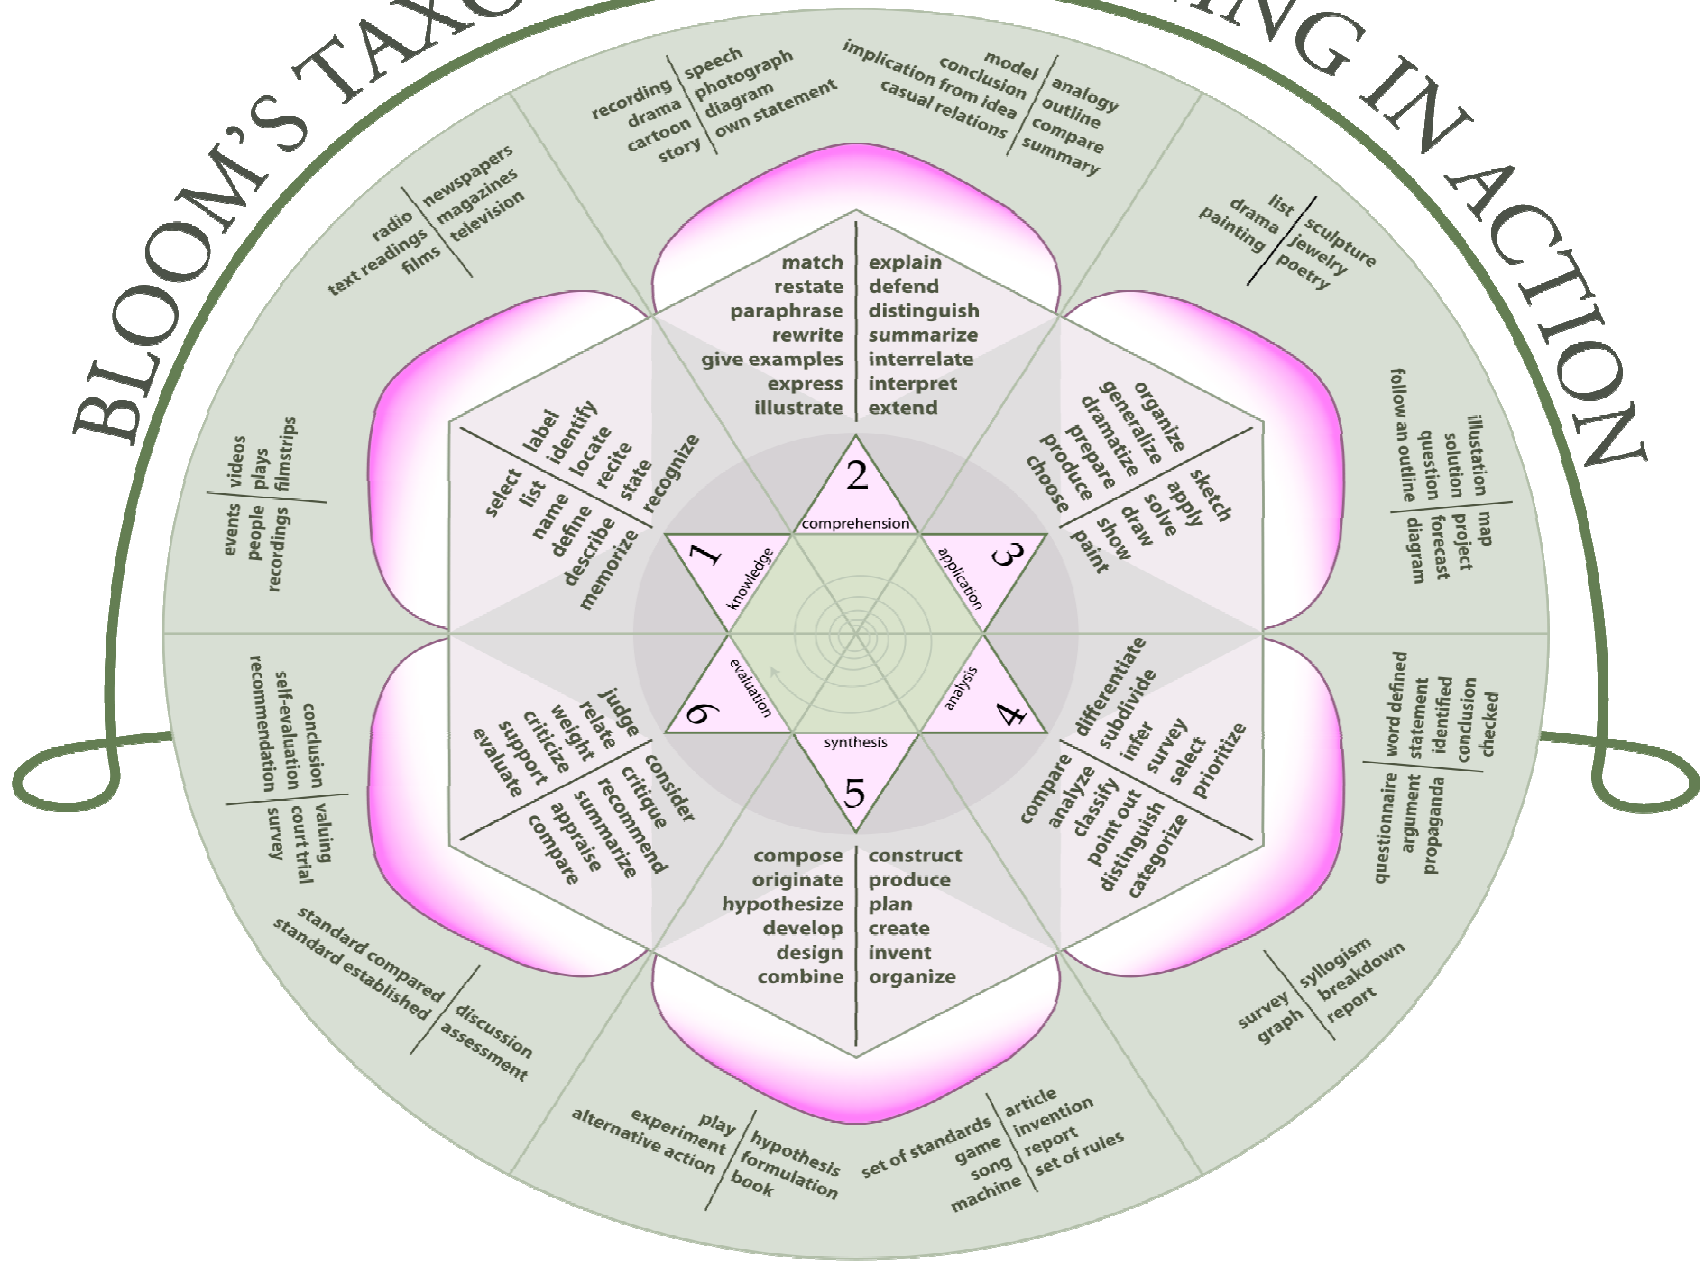 BLOOM'S TAXO
NING IN ACTION
recording
drama
cartoon
story
speech
photograph
diagram
own statement
model
conclusion
implication from idea
casual relations
analogy
outline
compare
summary
radio
text readings
films
newspapers
magazines
television
list
drama
painting
sculpture
jewelry
poetry
videos
plays
filmstrips
events
people
recordings
illustation
solution
question
follow an outline
map
project
forecast
diagram
match
restate
paraphrase
rewrite
give examples
express
illustrate
explain
defend
distinguish
summarize
interrelate
interpret
extend
label
identify
locate
recite
state
recognize
select
list
name
define
describe
memorize
organize
generalize
dramatize
prepare
produce
choose
sketch
apply
solve
draw
show
paint
1
knowledge
2
comprehension
3
application
4
analysis
5
synthesis
6
evaluation
judge
relate
weight
criticize
support
evaluate
consider
critique
recommend
summarize
appraise
compare
differentiate
subdivide
infer
survey
select
prioritize
compare
analyze
classify
point out
distinguish
categorize
compose
originate
hypothesize
develop
design
combine
construct
produce
plan
create
invent
organize
conclusion
self-evaluation
recommendation
valuing
court trial
survey
word defined
statement
identified
conclusion
checked
questionnaire
argument
propaganda
standard compared
standard established
discussion
assessment
survey
graph
syllogism
breakdown
report
play
experiment
alternative action
hypothesis
formulation
book
set of standards
game
song
machine
article
invention
report
set of rules